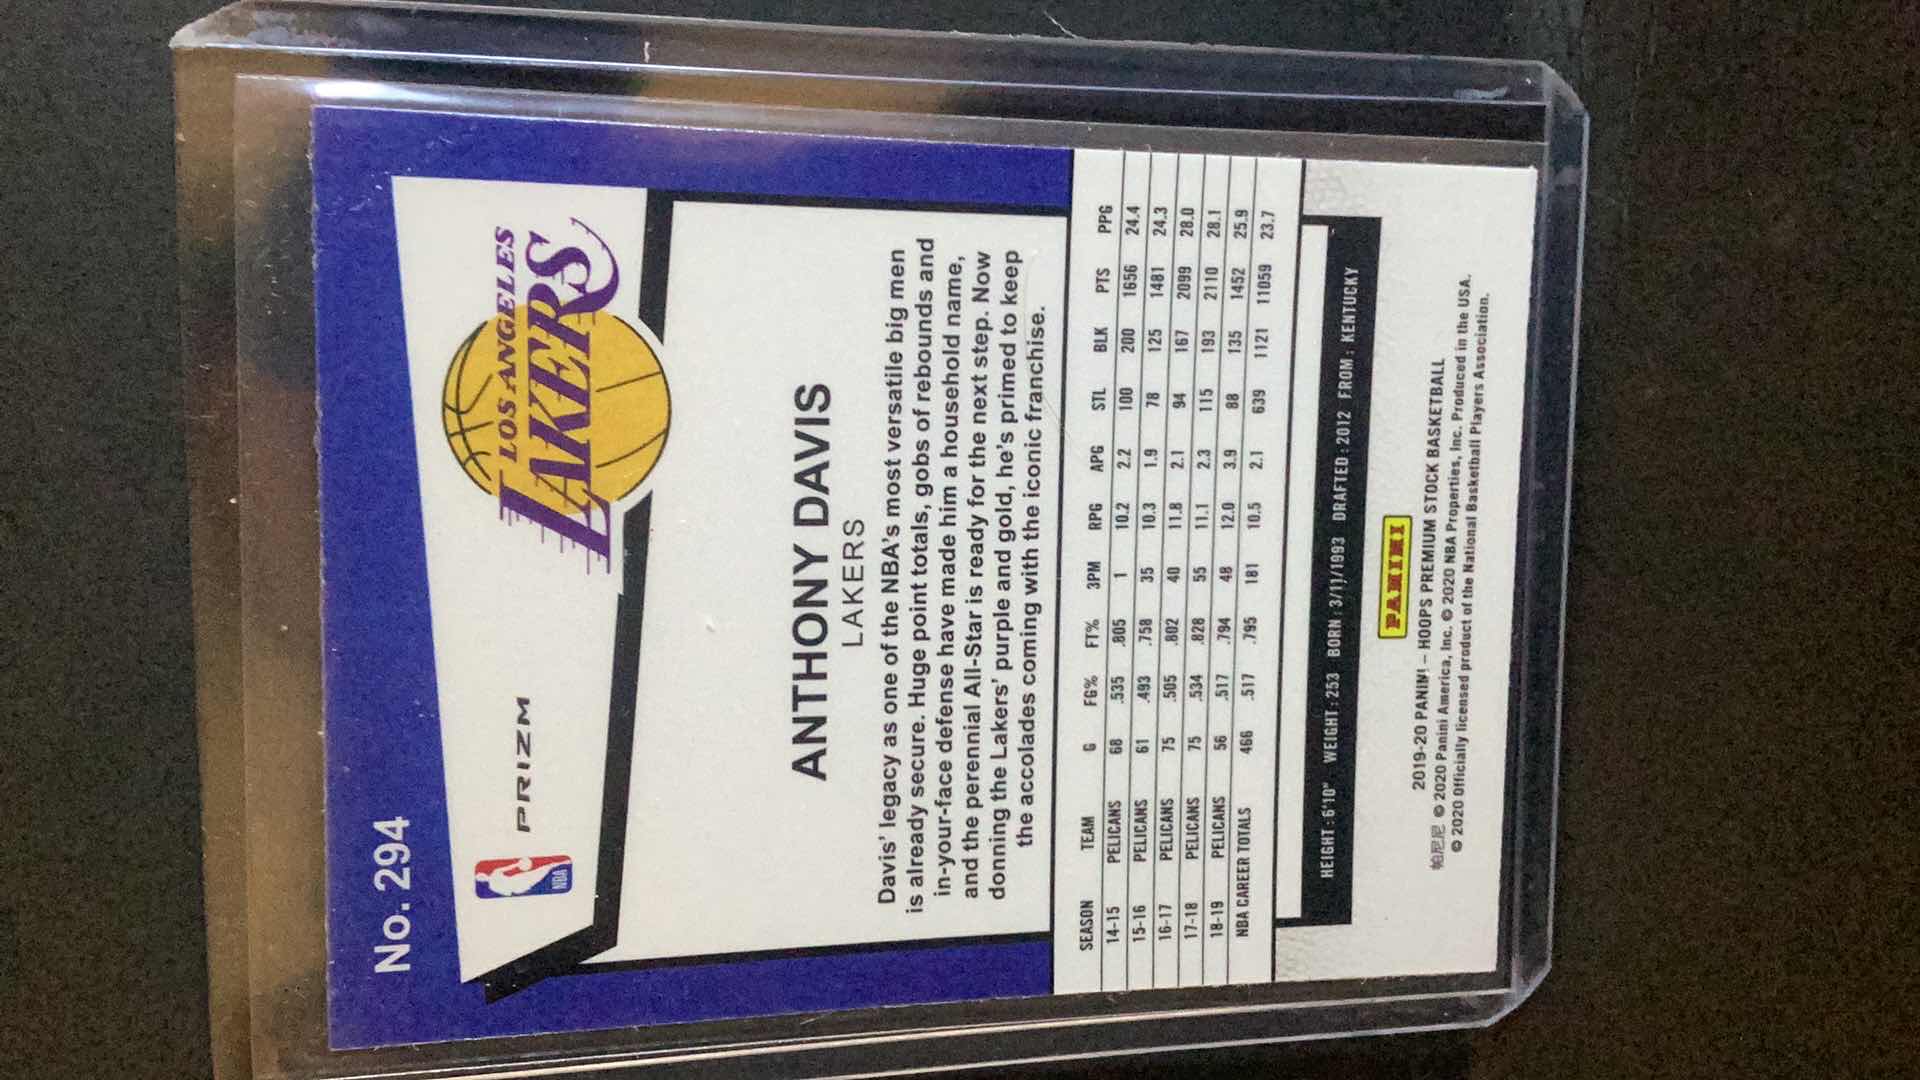 No. 294
NBA
PRIZM
LOS ANGELES
LAKERS
ANTHONY DAVIS
LAKERS
Davis' legacy as one of the NBA's most versatile big men
is already secure. Huge point totals, gobs of rebounds and
in-your-face defense have made him a household name,
and the perennial All-Star is ready for the next step. Now
donning the Lakers' purple and gold, he's primed to keep
the accolades coming with the iconic franchise.
SEASON TEAM G FG% FT% 3PM RPG APG STL BLK PTS PPG
14-15 PELICANS 68 .535 .805 1 10.2 2.2 100 200 1656 24.4
15-16 PELICANS 61 .493 .758 35 10.3 1.9 78 125 1481 24.3
16-17 PELICANS 75 .505 .802 40 11.8 2.1 94 167 2099 28.0
17-18 PELICANS 75 .534 .828 55 11.1 2.3 115 193 2110 28.1
18-19 PELICANS 56 .517 .794 48 12.0 3.9 88 135 1452 25.9
NBA CAREER TOTALS 466 .517 .795 181 10.5 2.1 639 1121 11059 23.7
HEIGHT: 6'10" WEIGHT: 253 BORN: 3/11/1993 DRAFTED: 2012 FROM: KENTUCKY
PANINI
2019-20 PANINI – HOOPS PREMIUM STOCK BASKETBALL
帕尼尼 © 2020 Panini America, Inc. © 2020 NBA Properties, Inc. Produced in the USA.
© 2020 Officially licensed product of the National Basketball Players Association.